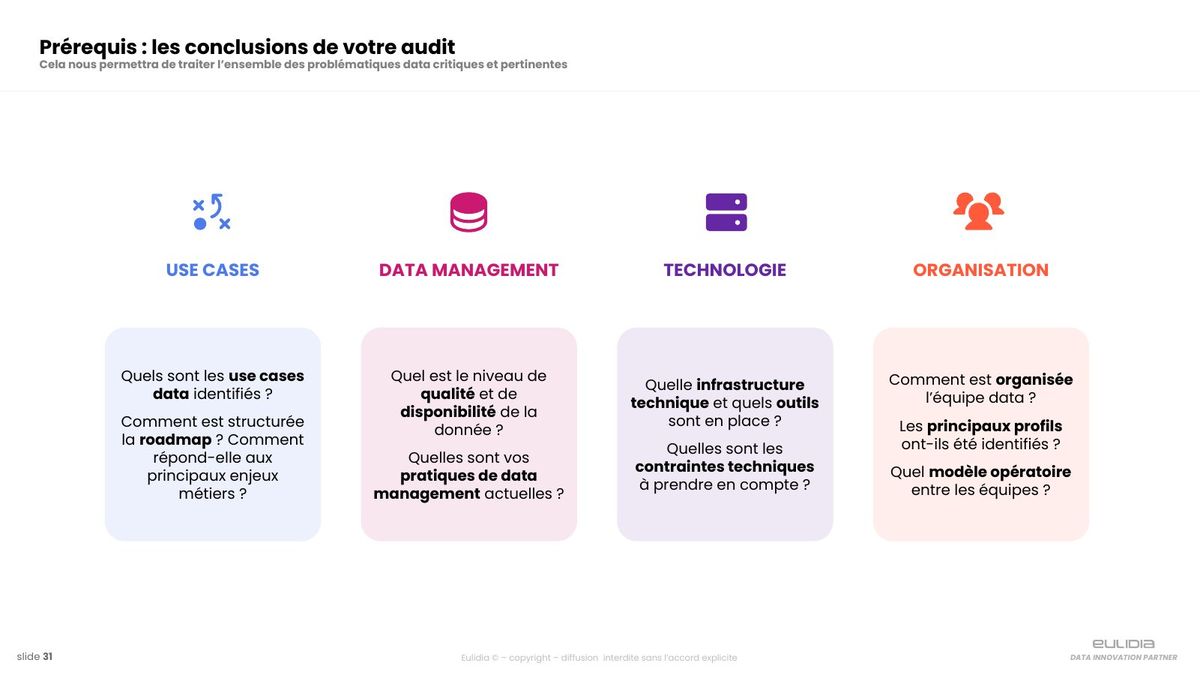 Prérequis : les conclusions de votre audit
Cela nous permettra de traiter l'ensemble des problématiques data critiques et pertinentes
USE CASES
Quels sont les use cases
data identifiés ?
Comment est structurée
la roadmap ? Comment
répond-elle aux
principaux enjeux
métiers ?
DATA MANAGEMENT
Quel est le niveau de
qualité et de
disponibilité de la
donnée ?
Quelles sont vos
pratiques de data
management actuelles ?
TECHNOLOGIE
Quelle infrastructure
technique et quels outils
sont en place ?
Quelles sont les
contraintes techniques
à prendre en compte ?
ORGANISATION
Comment est organisée
l'équipe data ?
Les principaux profils
ont-ils été identifiés ?
Quel modèle opératoire
entre les équipes ?
slide 31
Eulidia © – copyright – diffusion interdite sans l'accord explicite
EULIDIA
DATA INNOVATION PARTNER